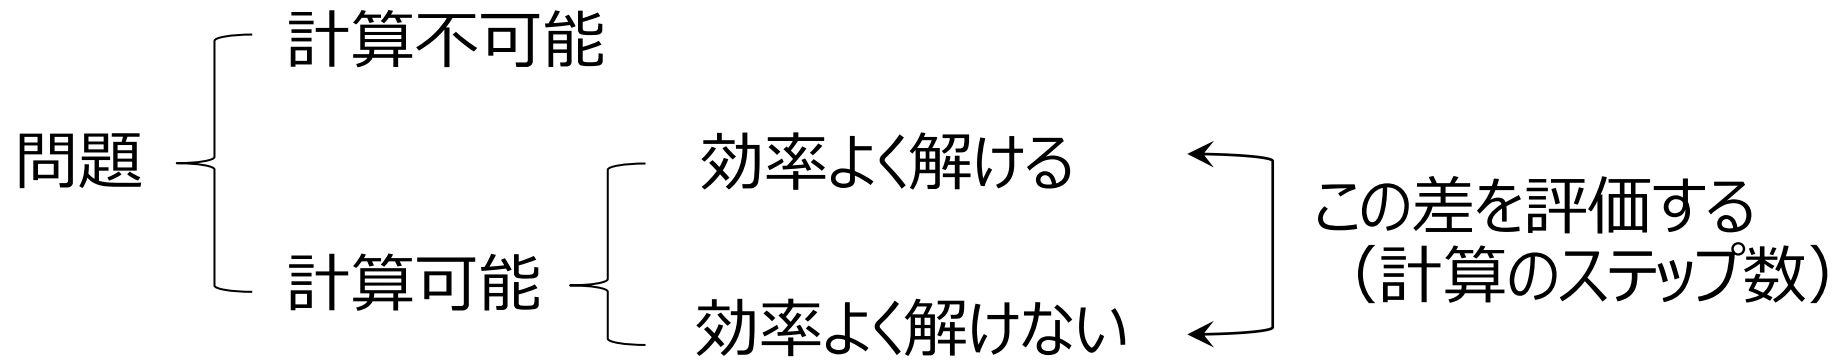 計算不可能
問題
計算可能
効率よく解ける
効率よく解けない
この差を評価する
（計算のステップ数）